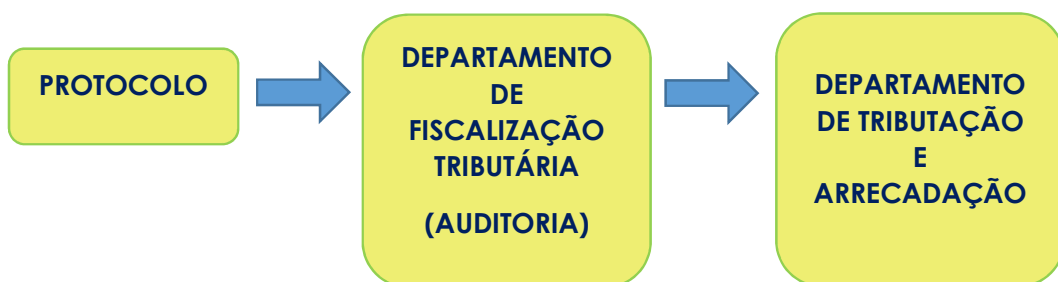 PROTOCOLO
DEPARTAMENTO
DE
FISCALIZAÇÃO
TRIBUTÁRIA
(AUDITORIA)
DEPARTAMENTO
DE TRIBUTAÇÃO
E
ARRECADAÇÃO